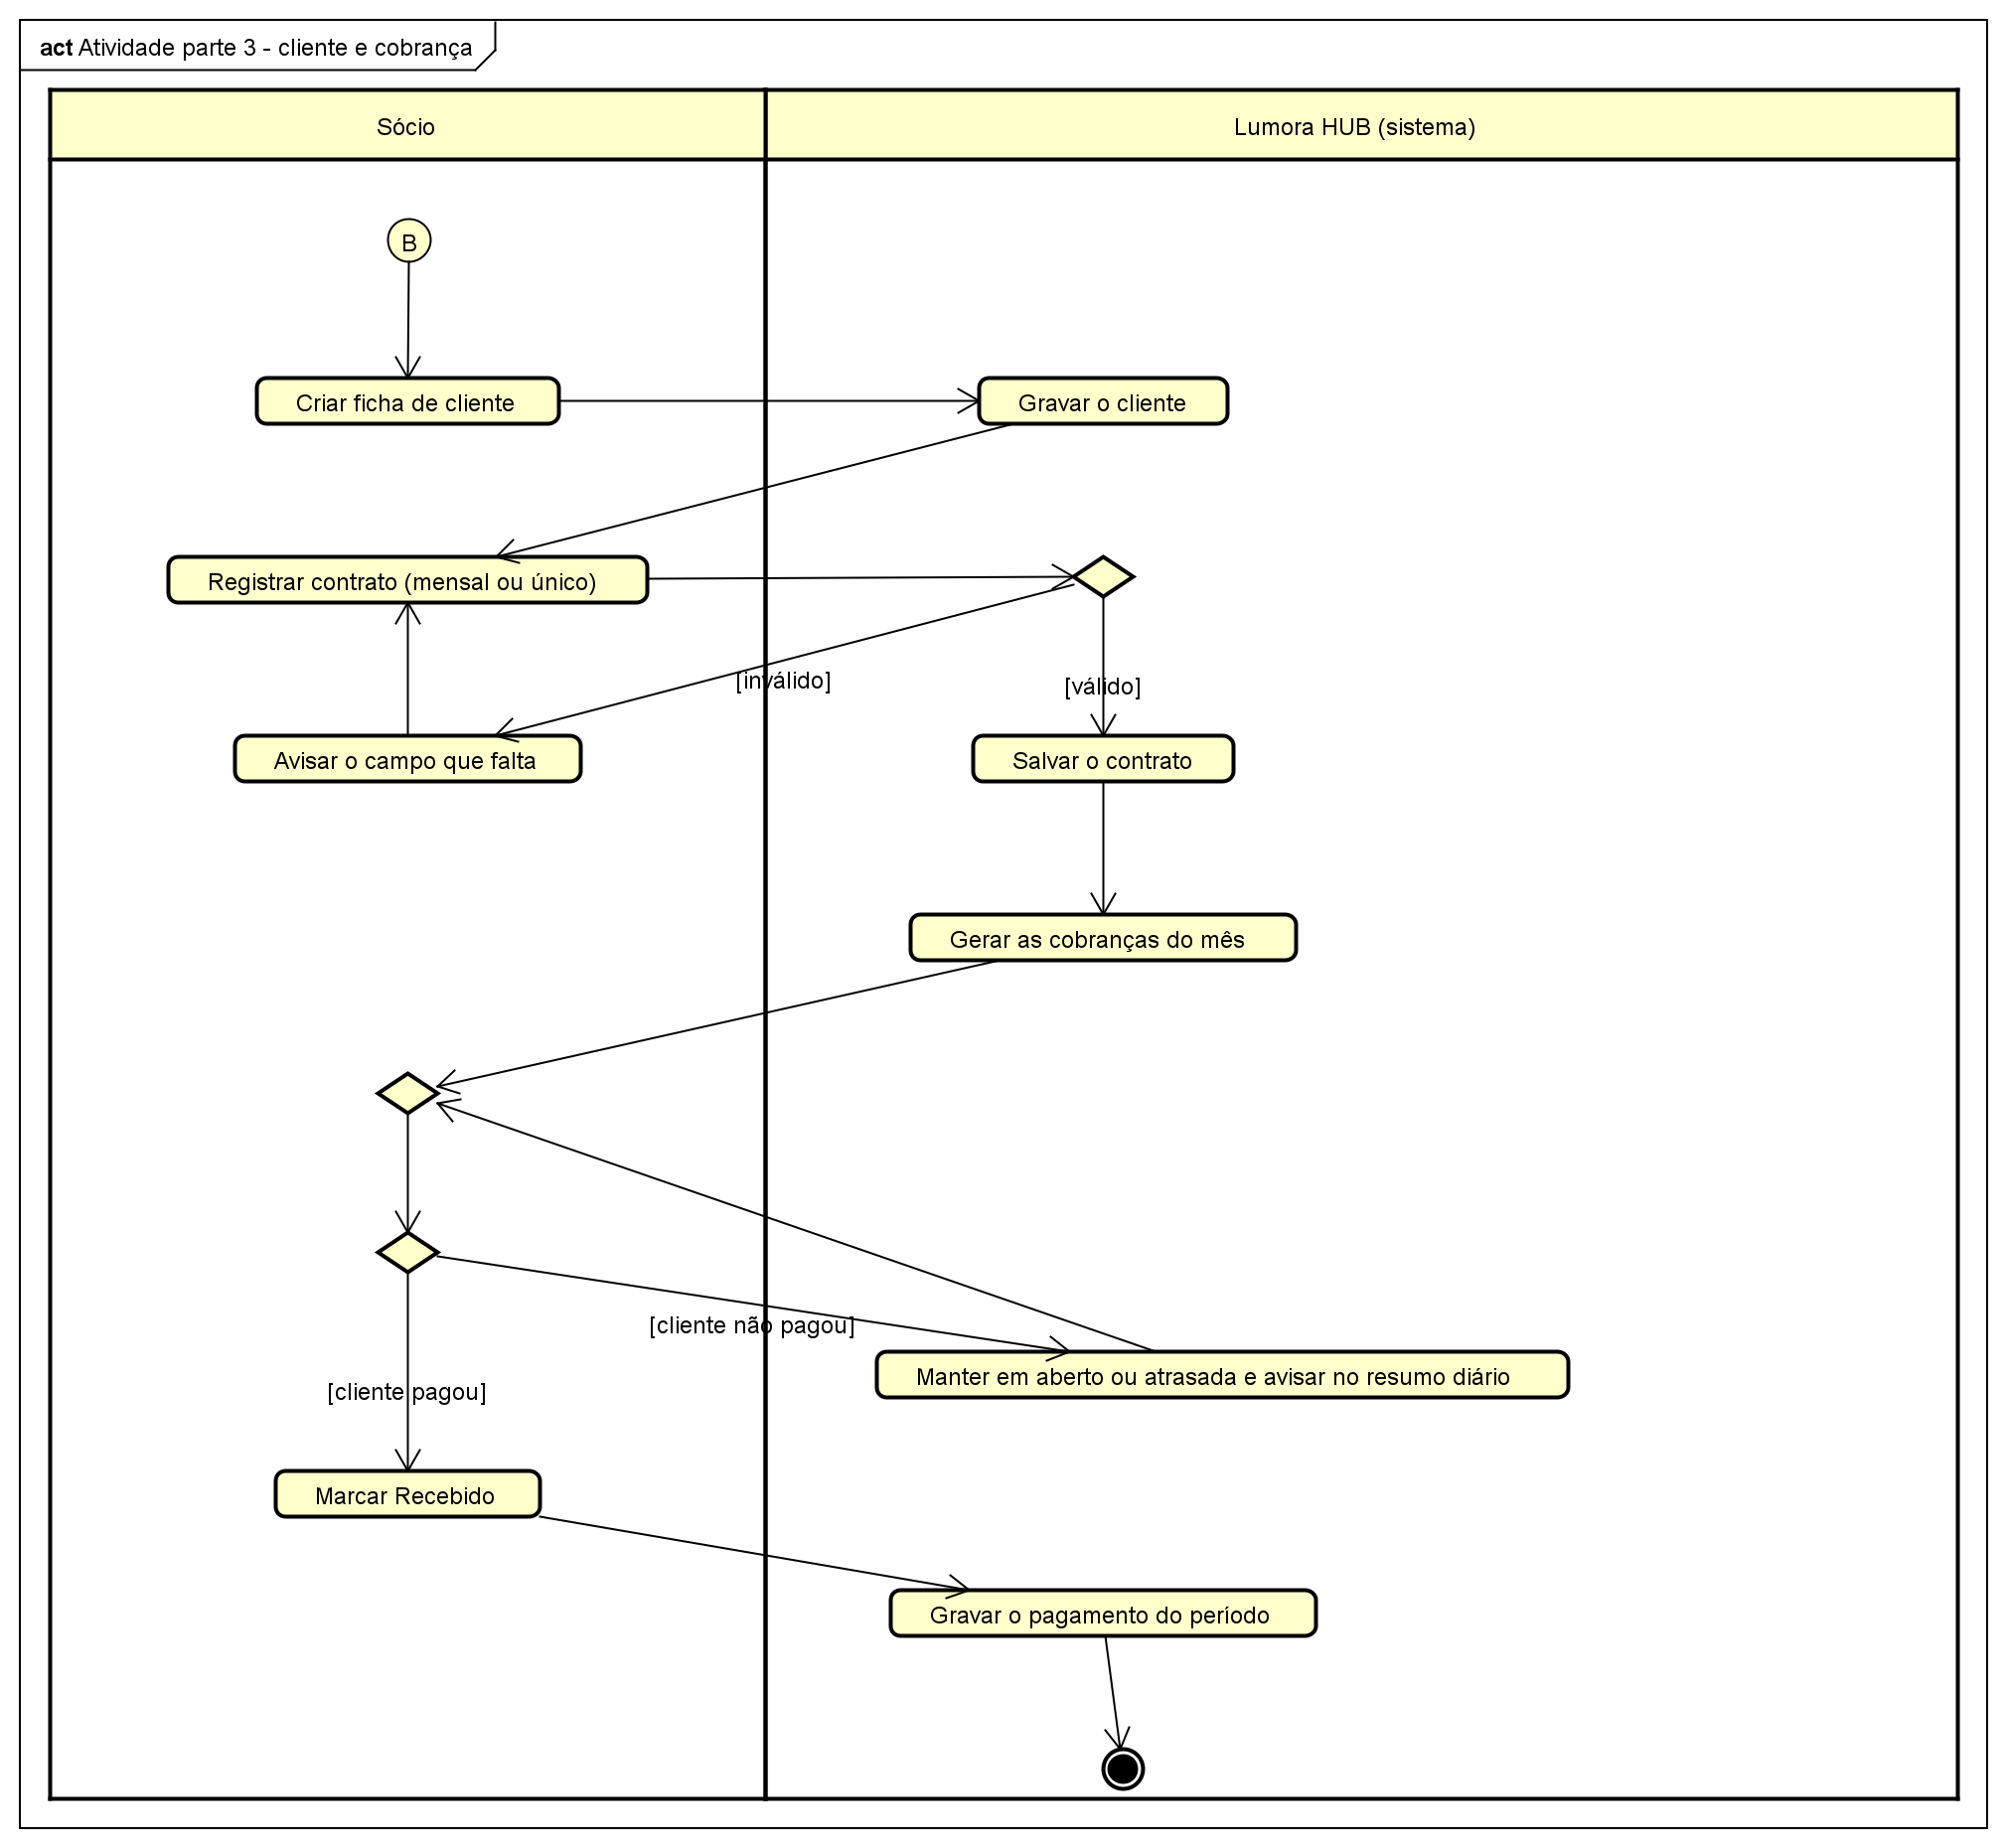 act Atividade parte 3 - cliente e cobrança
Sócio
Lumora HUB (sistema)
B
Criar ficha de cliente
Gravar o cliente
Registrar contrato (mensal ou único)
[inválido]
[válido]
Avisar o campo que falta
Salvar o contrato
Gerar as cobranças do mês
[cliente não pagou]
Manter em aberto ou atrasada e avisar no resumo diário
[cliente pagou]
Marcar Recebido
Gravar o pagamento do período